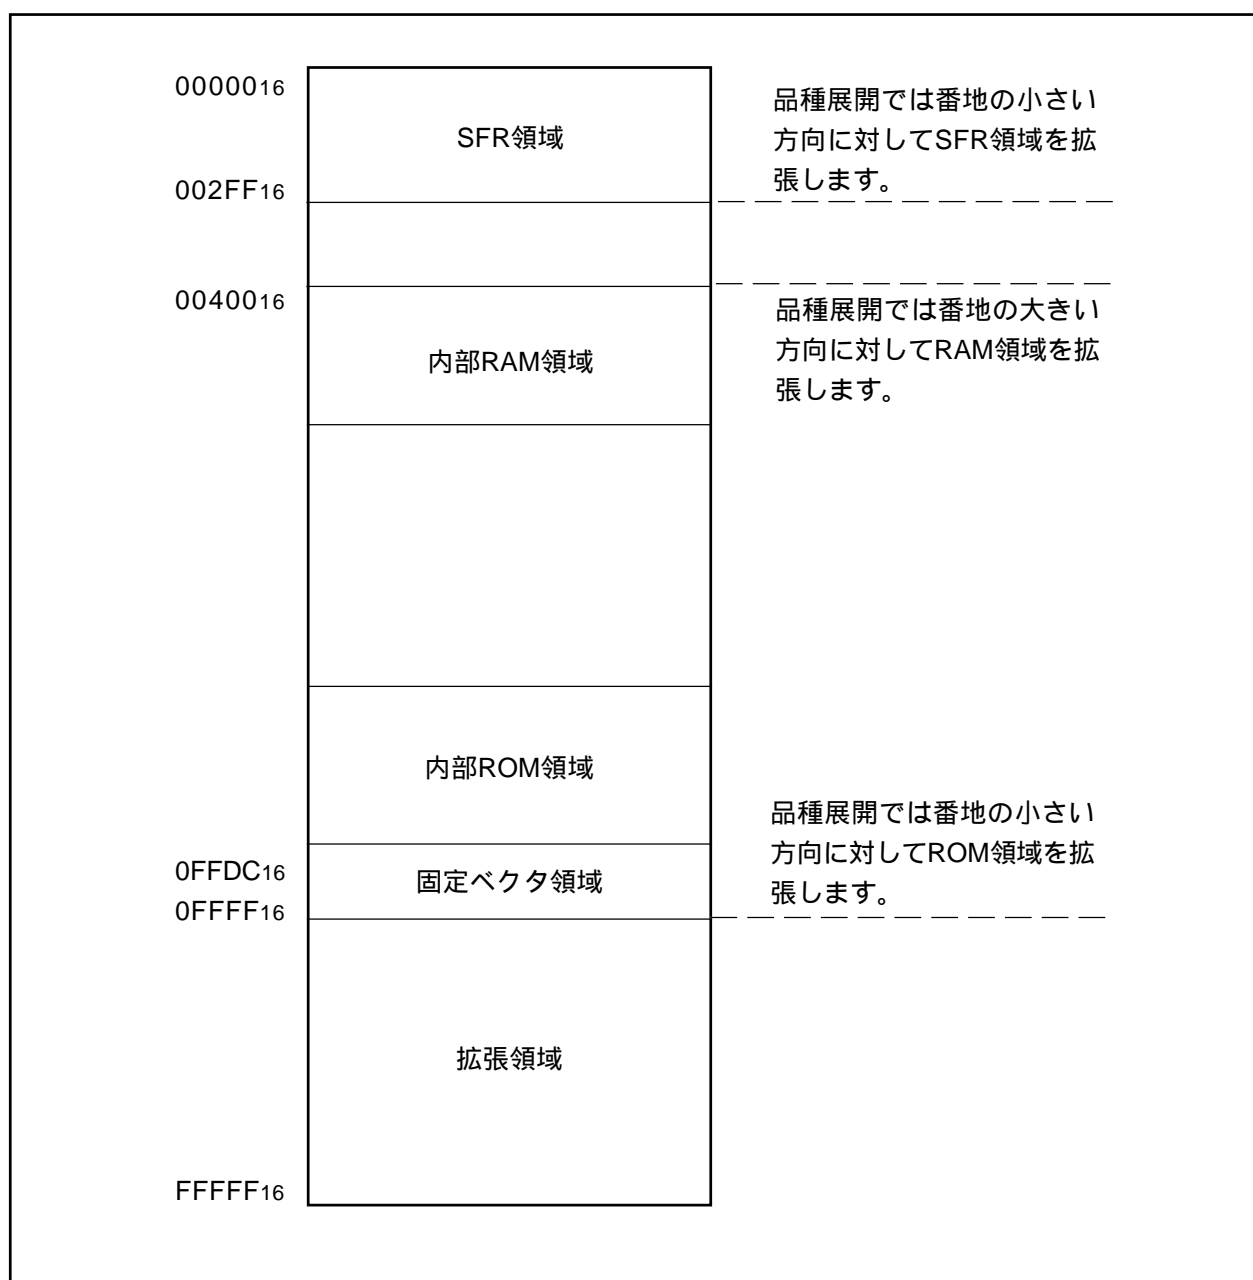 0000016
SFR領域
品種展開では番地の小さい
方向に対してSFR領域を拡
張します。
002FF16
0040016
内部RAM領域
品種展開では番地の大きい
方向に対してRAM領域を拡
張します。
内部ROM領域
品種展開では番地の小さい
方向に対してROM領域を拡
張します。
0FFDC16
固定ベクタ領域
0FFFF16
拡張領域
FFFFF16